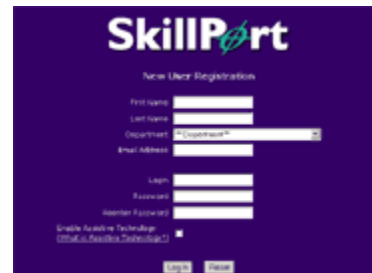 SkillPort
New User Registration
First Name
Last Name
Department **Department**
Email Address
Login
Password
Reenter Password
Enable Assistive Technology
(What is Assistive Technology?)
Log In Reset